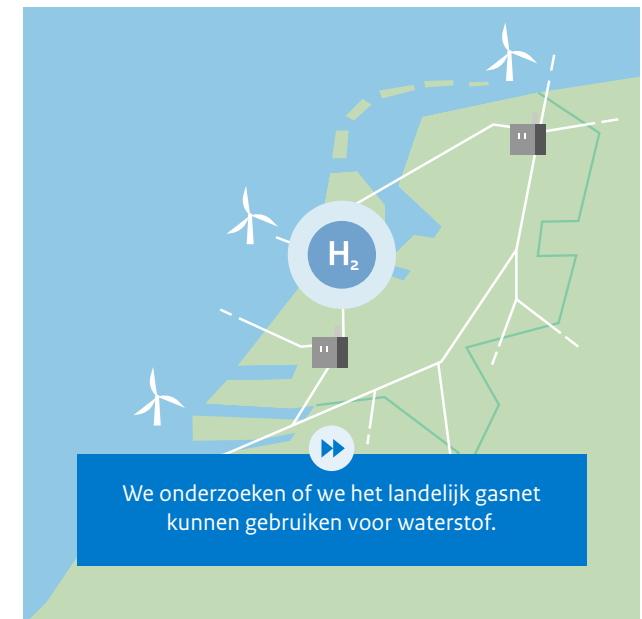 H₂
We onderzoeken of we het landelijk gasnet
kunnen gebruiken voor waterstof.